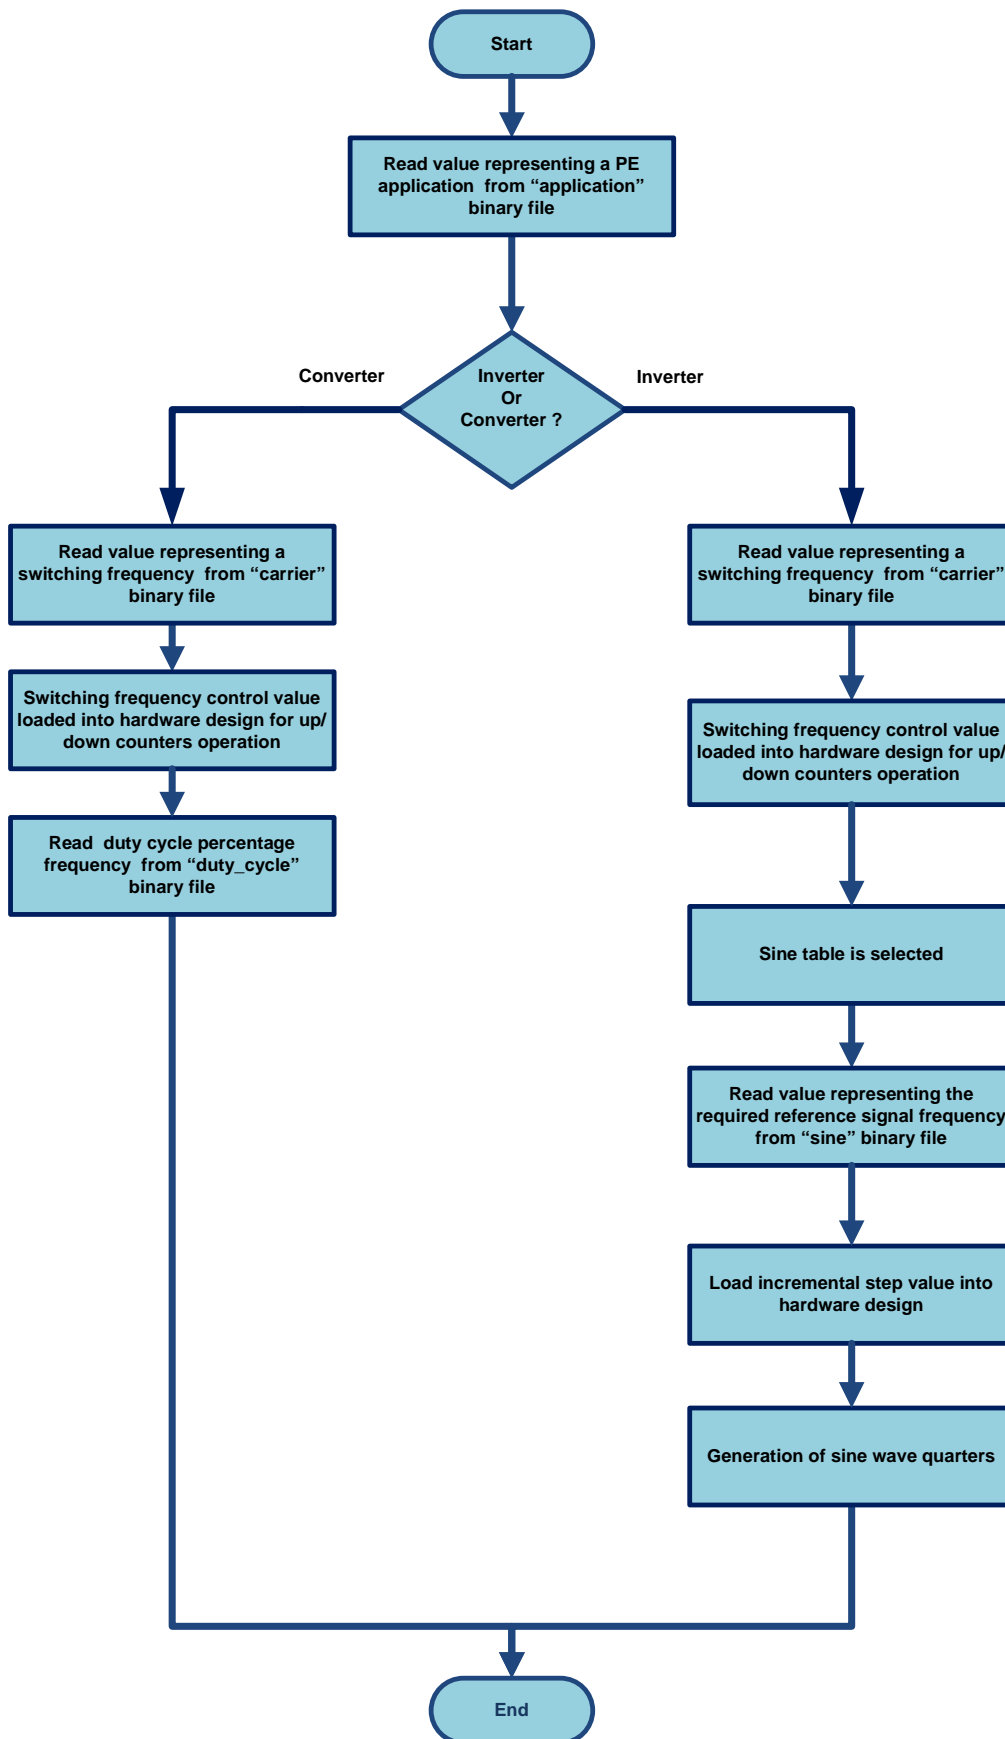 Start
Read value representing a PE
application from “application”
binary file
Converter
Inverter
Or
Converter ?
Inverter
Read value representing a
switching frequency from “carrier”
binary file
Switching frequency control value
loaded into hardware design for up/
down counters operation
Read duty cycle percentage
frequency from “duty_cycle”
binary file
Read value representing a
switching frequency from “carrier”
binary file
Switching frequency control value
loaded into hardware design for up/
down counters operation
Sine table is selected
Read value representing the
required reference signal frequency
from “sine” binary file
Load incremental step value into
hardware design
Generation of sine wave quarters
End